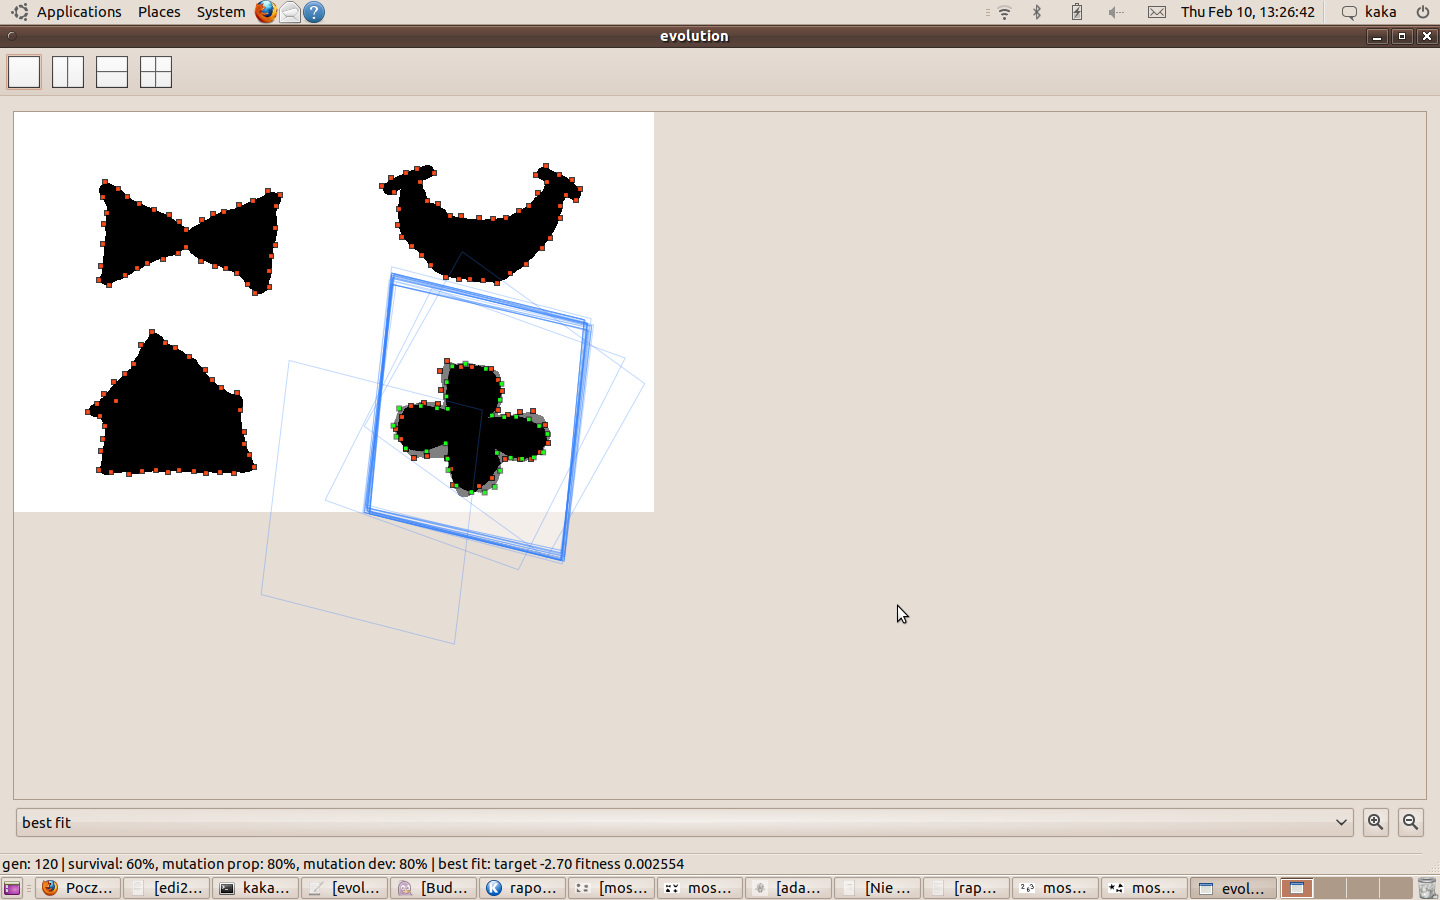 Applications Places System Thu Feb 10, 13:26:42 kaka
evolution
best fit
gen: 120 | survival: 60%, mutation prop: 80%, mutation dev: 80% | best fit: target -2.70 fitness 0.002554
Pocz... [edi2... kaka... [evol... [Bud... rapo... [mos... mos... [ada... [Nie ... [rap... mos... mos... evol...